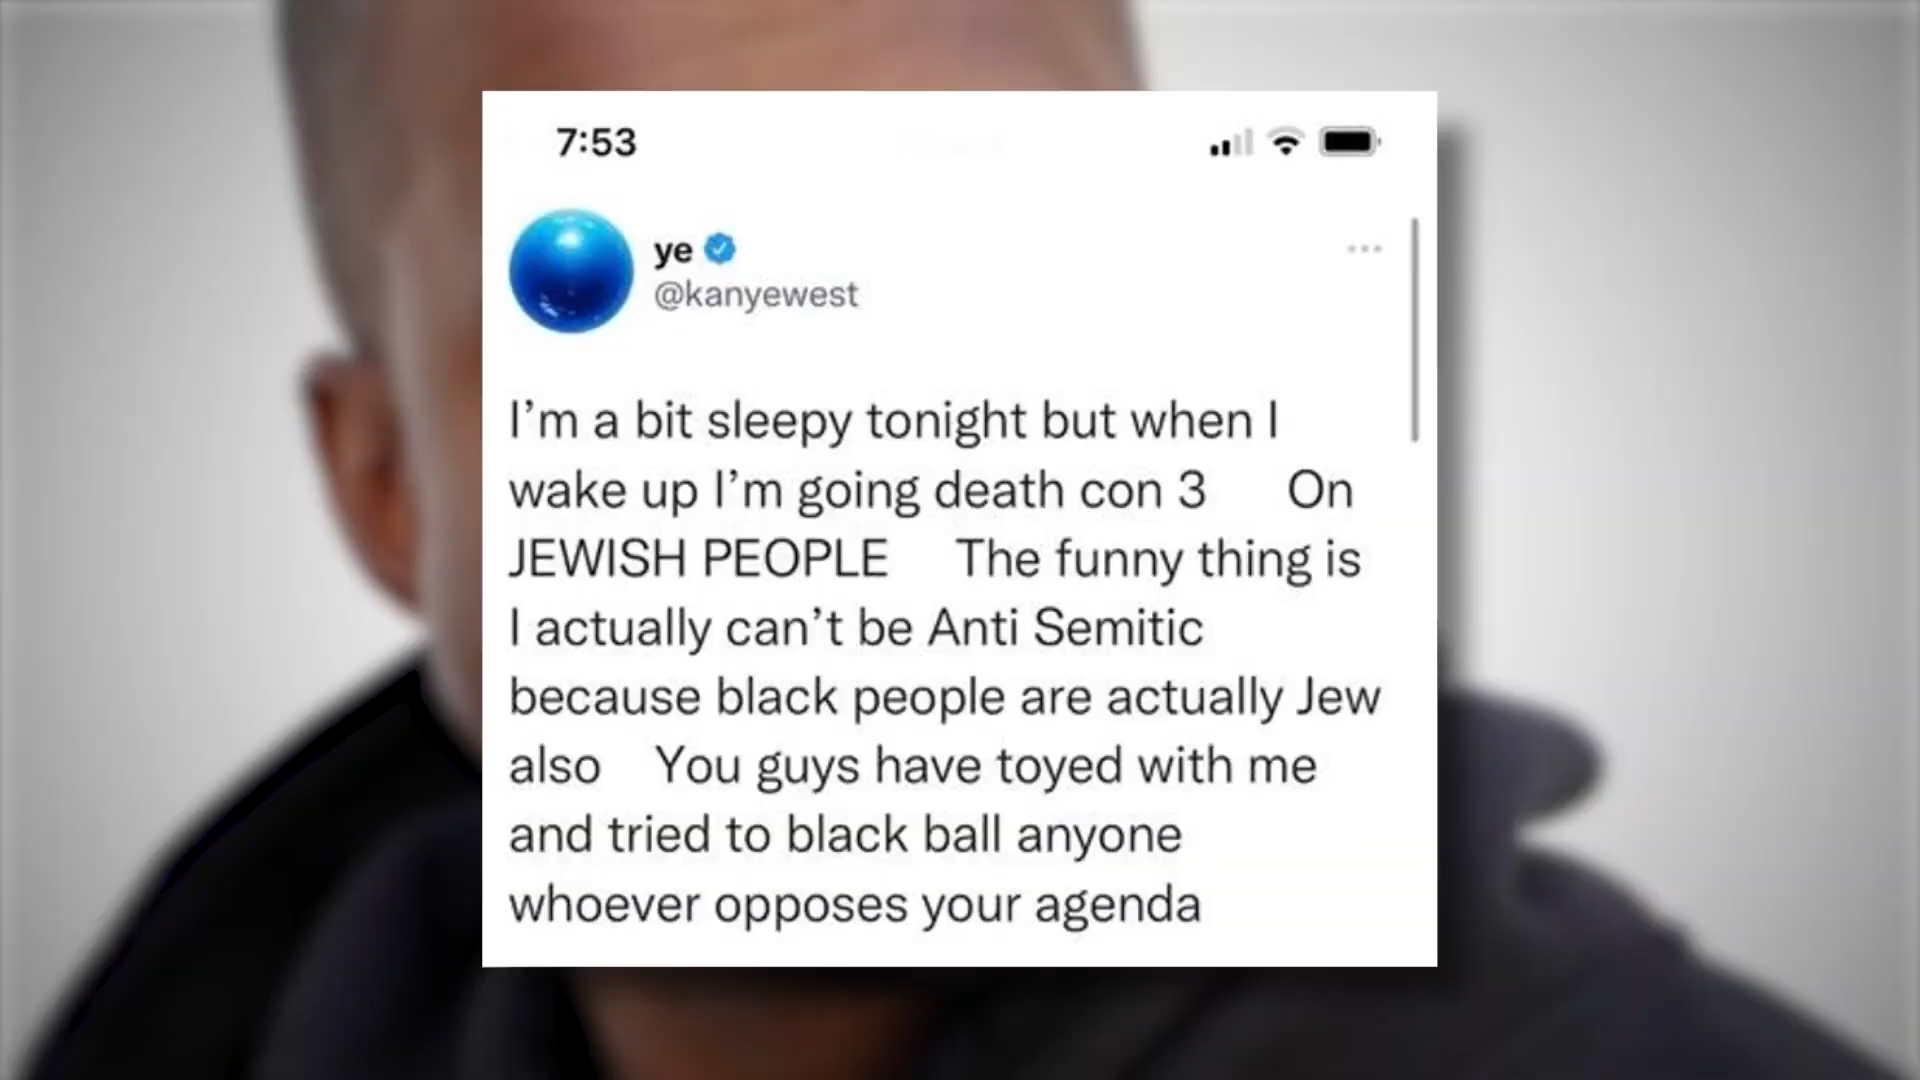 7:53
ye
@kanyewest
I’m a bit sleepy tonight but when I
wake up I’m going death con 3 On
JEWISH PEOPLE The funny thing is
I actually can’t be Anti Semitic
because black people are actually Jew
also You guys have toyed with me
and tried to black ball anyone
whoever opposes your agenda